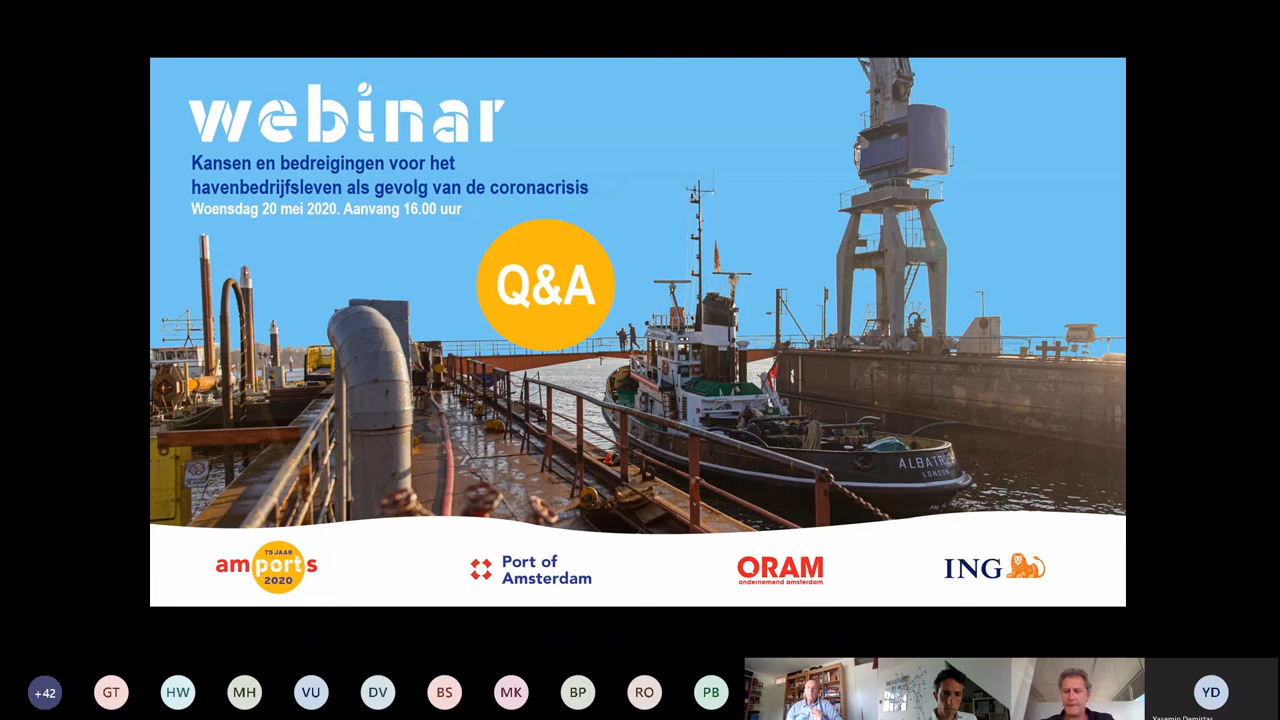 webinar
Kansen en bedreigingen voor het
havenbedrijfsleven als gevolg van de coronacrisis
Woensdag 20 mei 2020. Aanvang 16.00 uur
Q&A
LONDON
75 JAAR
amports
2020
Port of
Amsterdam
ORAM
ondernemend amsterdam
ING
+42
GT
HW
MH
VU
DV
BS
MK
BP
RO
PB
YD
Yasemin Demirtas